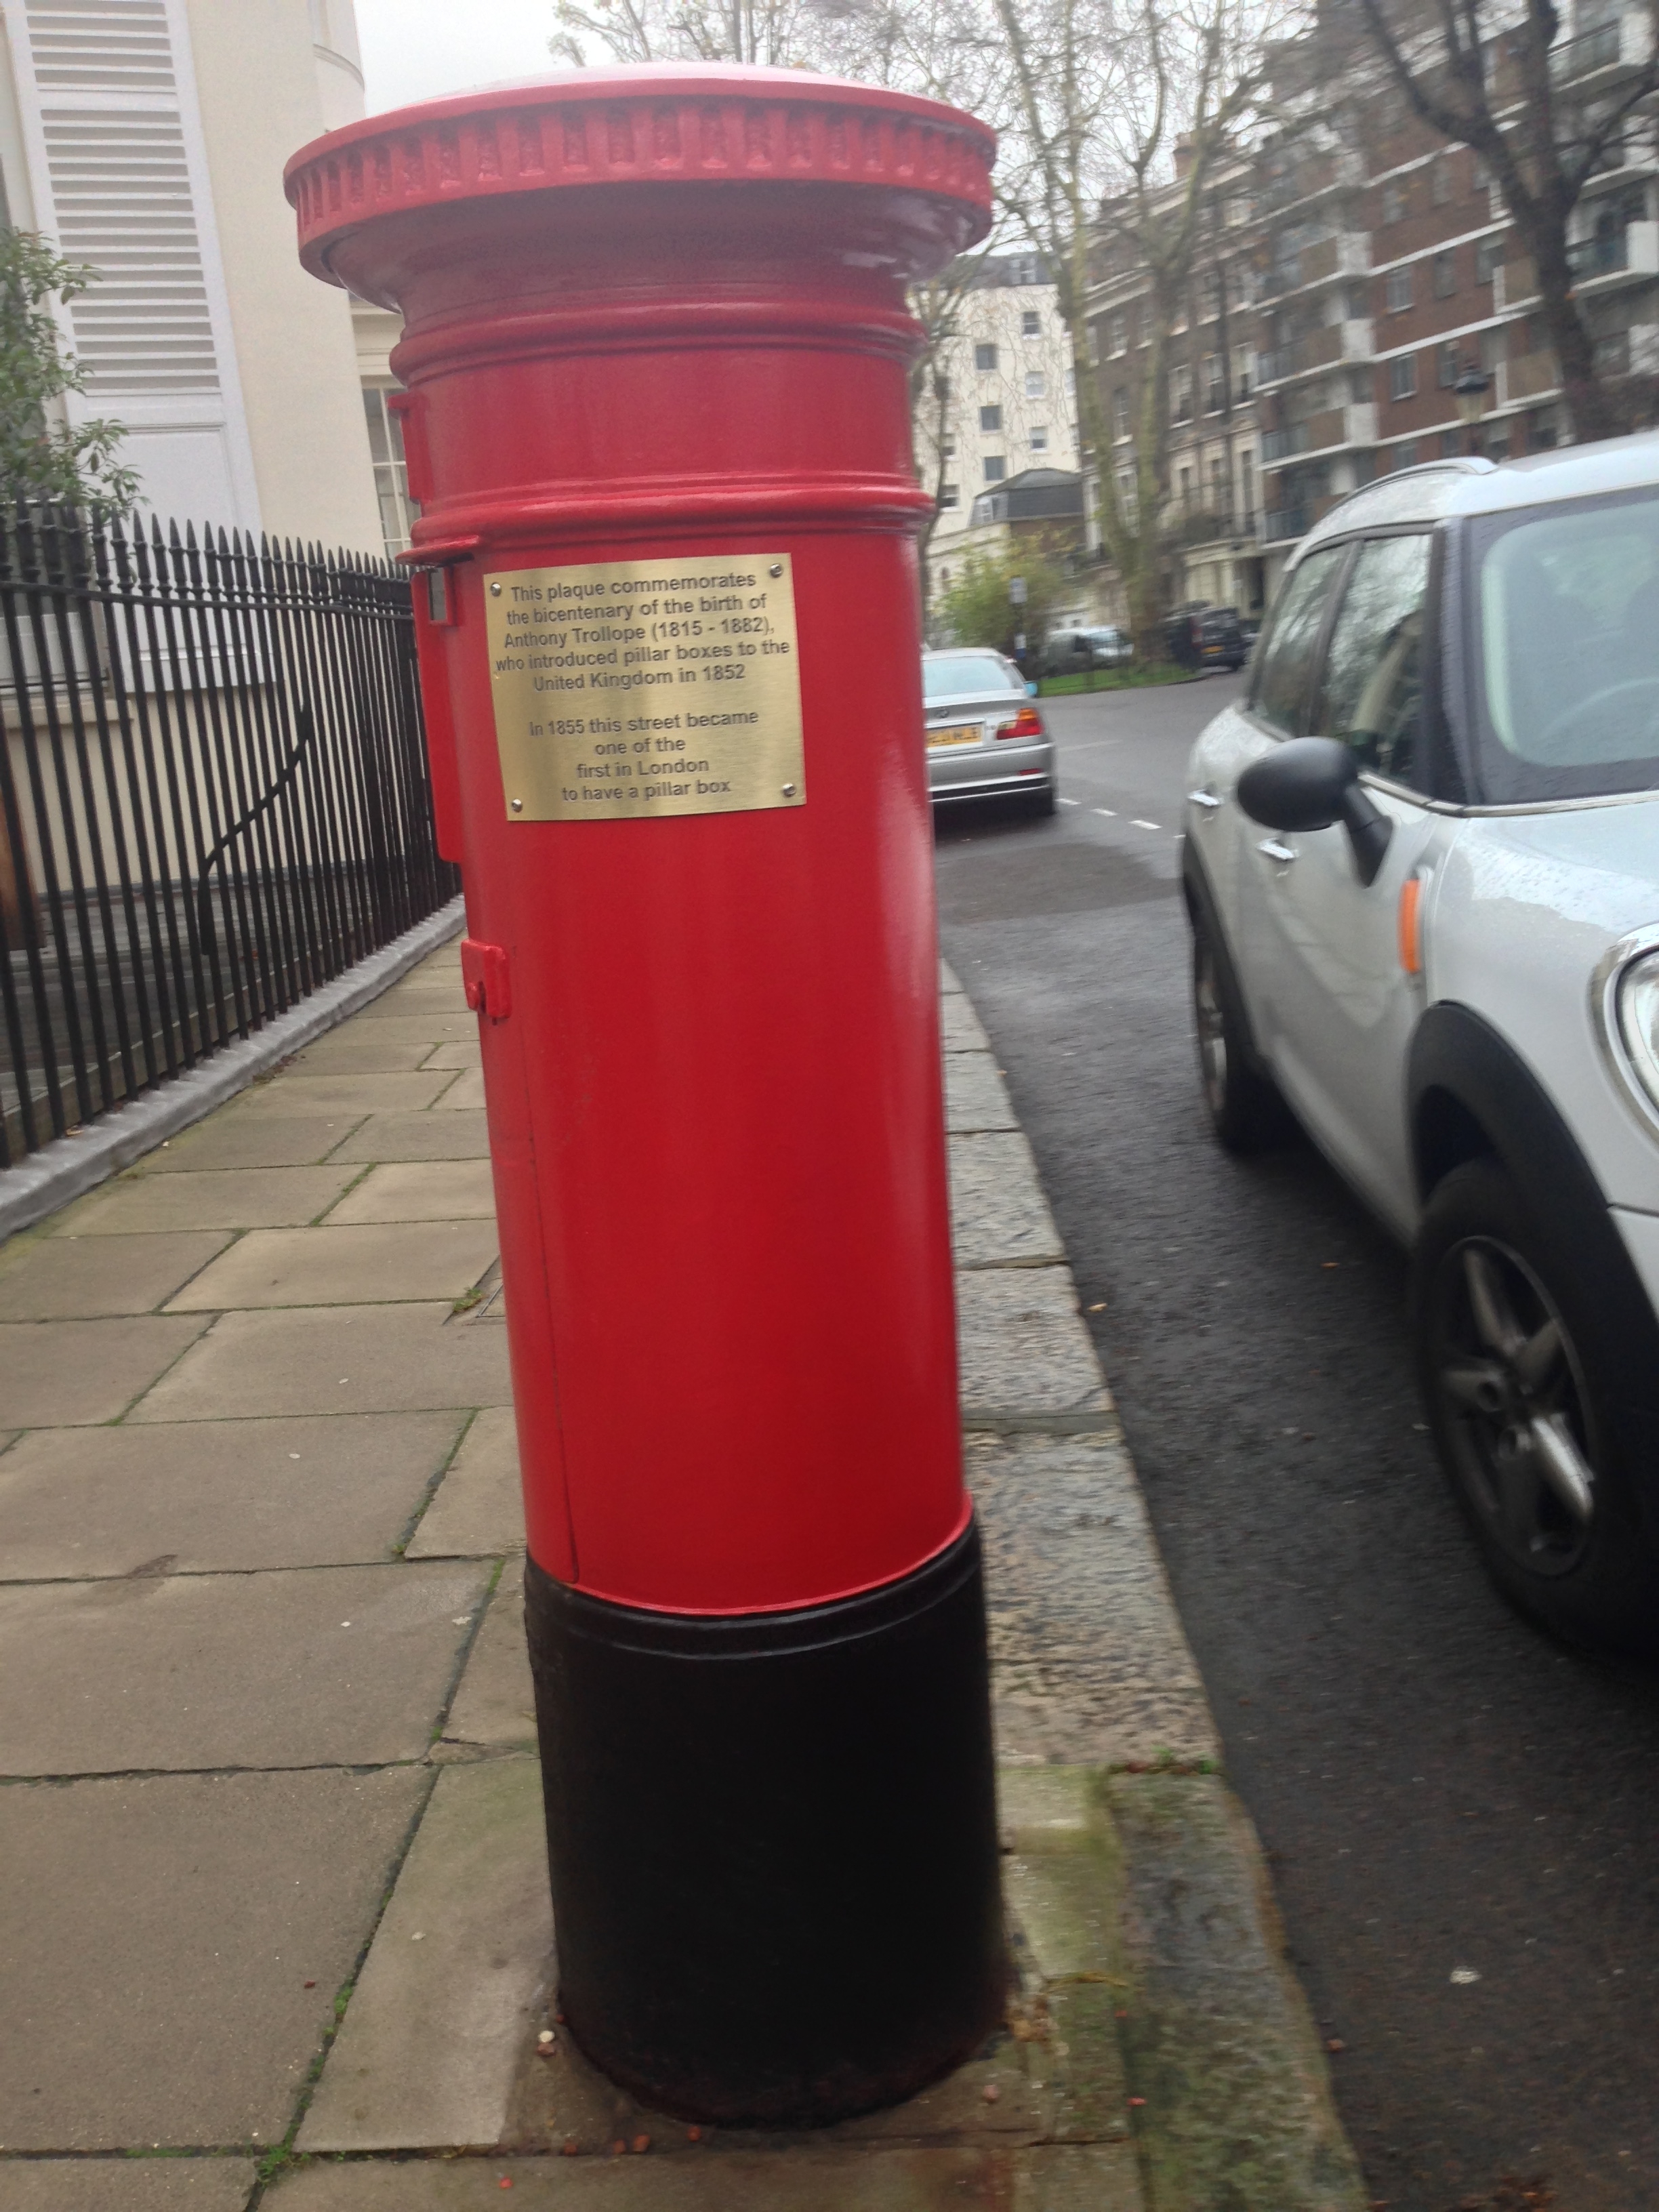 This plaque commemorates
the bicentenary of the birth of
Anthony Trollope (1815 - 1882),
who introduced pillar boxes to the
United Kingdom in 1852
In 1855 this street became
one of the
first in London
to have a pillar box